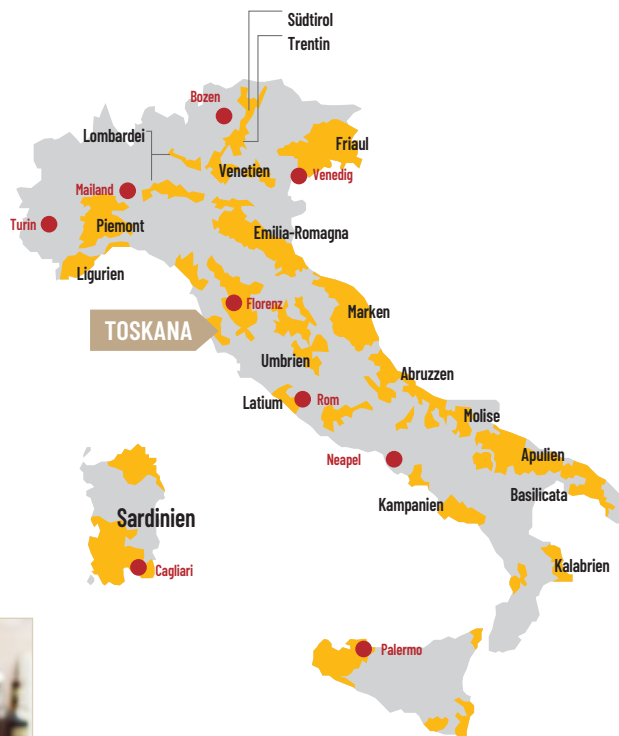 Südtirol
Trentin
Bozen
Lombardei
Friaul
Venetien
Venedig
Mailand
Turin
Piemont
Emilia-Romagna
Ligurien
Florenz
Marken
TOSKANA
Umbrien
Abruzzen
Latium
Rom
Molise
Neapel
Apulien
Basilicata
Kampanien
Sardinien
Kalabrien
Cagliari
Palermo